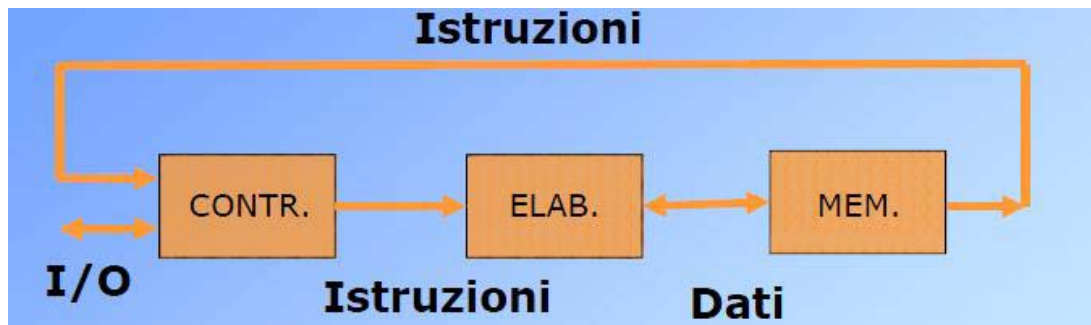 Istruzioni
CONTR.
ELAB.
MEM.
I/O
Istruzioni
Dati